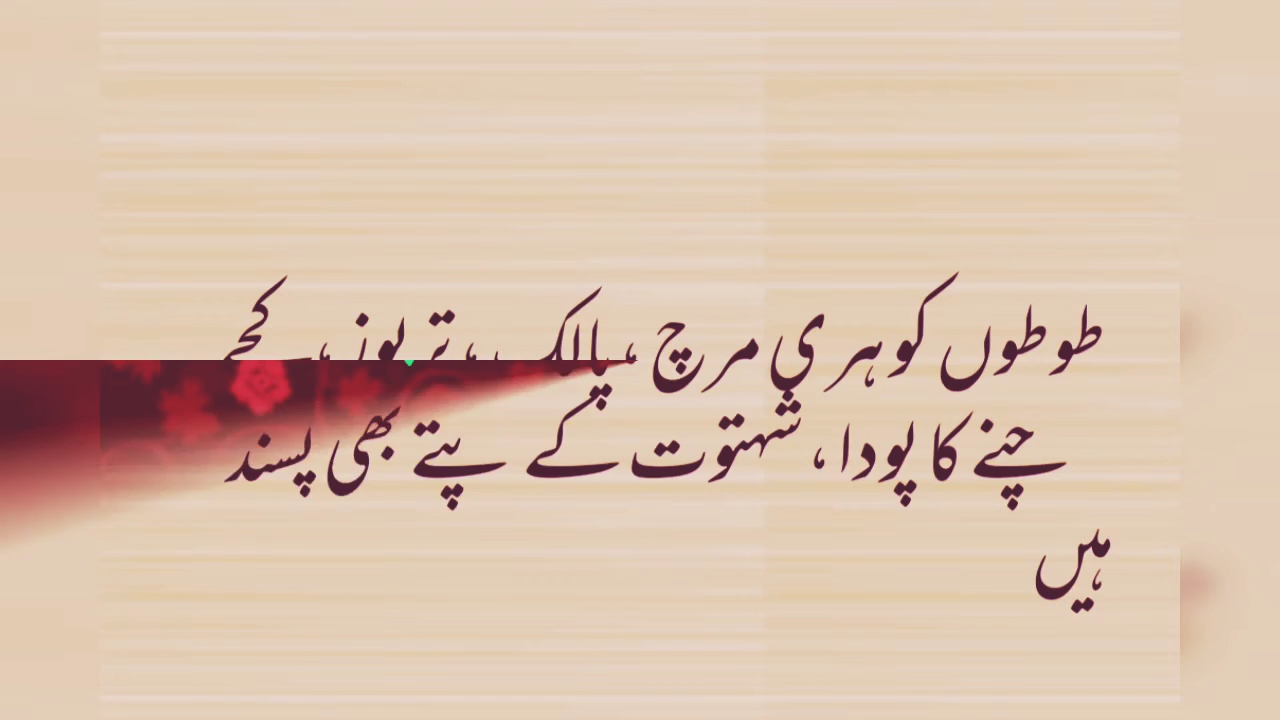 طوطوں کو ہری مرچ ، پالک ، تربوز ، کچے
چنے کا پودا ، شہتوت کے پتے بھی پسند
ہیں